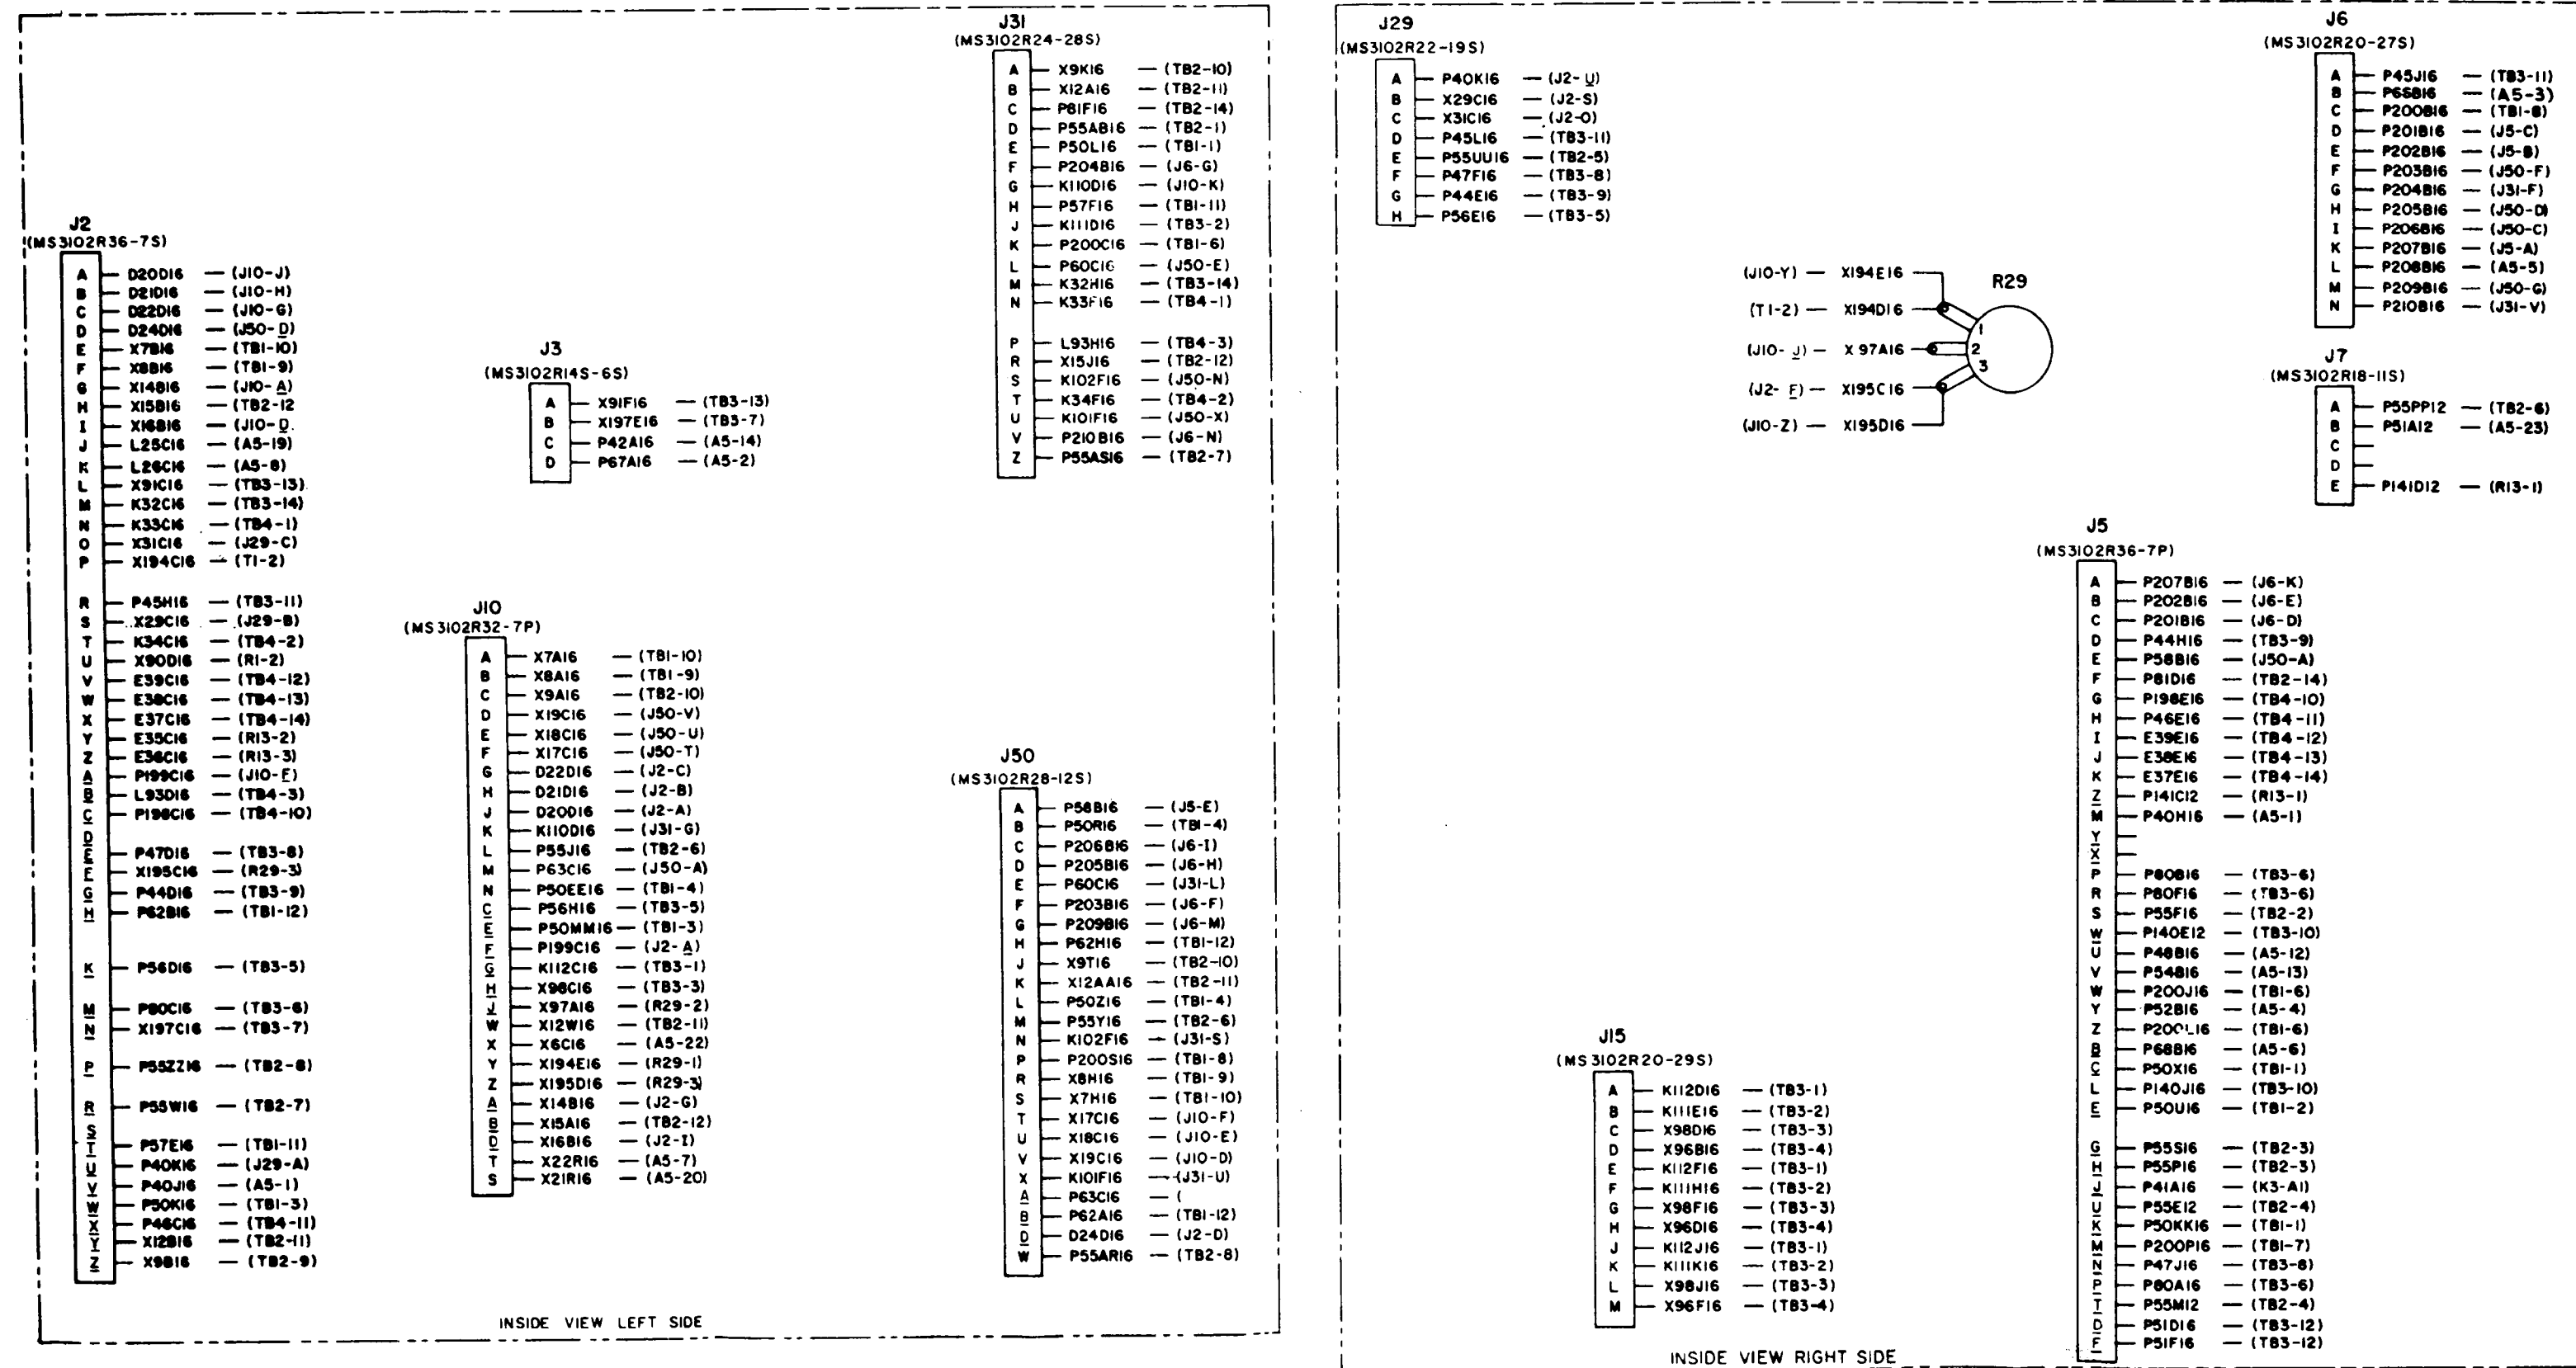 J2
(MS3102R36-7S)
A D20D16 — (J10-J)
B D21D16 — (J10-H)
C D22D16 — (J10-G)
D D24D16 — (J50-D)
E X7B16 — (TB1-10)
F X8B16 — (TB1-9)
G X14B16 — (J10-A)
H X15B16 — (TB2-12
I X16B16 — (J10-D.
J L25C16 — (A5-19)
K L26C16 — (A5-8)
L X91C16 — (TB3-13)
M K32C16 — (TB3-14)
N K33C16 — (TB4-1)
O X31C16 — (J29-C)
P X194C16 — (T1-2)
R P45H16 — (TB3-11)
S X29C16 — (J29-B)
T K34C16 — (TB4-2)
U X90D16 — (R1-2)
V E39C16 — (TB4-12)
W E38C16 — (TB4-13)
X E37C16 — (TB4-14)
Y E35C16 — (R13-2)
Z E36C16 — (R13-3)
A P199C16 — (J10-F)
B L93D16 — (TB4-3)
C P198C16 — (TB4-10)
D
E P47D16 — (TB3-8)
F X195C16 — (R29-3)
G P44D16 — (TB3-9)
H P62B16 — (TB1-12)
K P56D16 — (TB3-5)
M P80C16 — (TB3-6)
N X197C16 — (TB3-7)
P P55ZZ16 — (TB2-8)
R P55W16 — (TB2-7)
S
T P57E16 — (TB1-11)
U P40K16 — (J29-A)
V P40J16 — (A5-1)
W P50K16 — (TB1-3)
X P46C16 — (TB4-11)
Y X12B16 — (TB2-11)
Z X9B16 — (TB2-9)
J3
(MS3102R14S-6S)
A X91F16 — (TB3-13)
B X197E16 — (TB3-7)
C P42A16 — (A5-14)
D P67A16 — (A5-2)
J10
(MS3102R32-7P)
A X7A16 — (TB1-10)
B X8A16 — (TB1-9)
C X9A16 — (TB2-10)
D X19C16 — (J50-V)
E X18C16 — (J50-U)
F X17C16 — (J50-T)
G D22D16 — (J2-C)
H D21D16 — (J2-B)
J D20D16 — (J2-A)
K K110D16 — (J31-G)
L P55J16 — (TB2-6)
M P63C16 — (J50-A)
N P50EE16 — (TB1-4)
C P56H16 — (TB3-5)
E P50MM16 — (TB1-3)
F P199C16 — (J2-A)
G K112C16 — (TB3-1)
H X98C16 — (TB3-3)
J X97A16 — (R29-2)
W X12W16 — (TB2-11)
X X6C16 — (A5-22)
Y X194E16 — (R29-1)
Z X195D16 — (R29-3)
A X14B16 — (J2-G)
B X15A16 — (TB2-12)
D X16B16 — (J2-I)
T X22R16 — (A5-7)
S X21R16 — (A5-20)
J31
(MS3102R24-28S)
A X9K16 — (TB2-10)
B X12A16 — (TB2-11)
C P81F16 — (TB2-14)
D P55AB16 — (TB2-1)
E P50L16 — (TB1-1)
F P204B16 — (J6-G)
G K110D16 — (J10-K)
H P57F16 — (TB1-11)
J K111D16 — (TB3-2)
K P200C16 — (TB1-6)
L P60C16 — (J50-E)
M K32H16 — (TB3-14)
N K33F16 — (TB4-1)
P L93H16 — (TB4-3)
R X15J16 — (TB2-12)
S K102F16 — (J50-N)
T K34F16 — (TB4-2)
U K101F16 — (J50-X)
V P210B16 — (J6-N)
Z P55AS16 — (TB2-7)
J50
(MS3102R28-12S)
A P58B16 — (J5-E)
B P50R16 — (TB1-4)
C P206B16 — (J6-I)
D P205B16 — (J6-H)
E P60C16 — (J31-L)
F P203B16 — (J6-F)
G P209B16 — (J6-M)
H P62H16 — (TB1-12)
J X9T16 — (TB2-10)
K X12AA16 — (TB2-11)
L P50Z16 — (TB1-4)
M P55Y16 — (TB2-6)
N K102F16 — (J31-S)
P P200S16 — (TB1-8)
R X8H16 — (TB1-9)
S X7H16 — (TB1-10)
T X17C16 — (J10-F)
U X18C16 — (J10-E)
V X19C16 — (J10-D)
X K101F16 — (J31-U)
A P63C16 — (
B P62A16 — (TB1-12)
D D24D16 — (J2-D)
W P55AR16 — (TB2-8)
INSIDE VIEW LEFT SIDE
J29
(MS3102R22-19S)
A P40K16 — (J2-U)
B X29C16 — (J2-S)
C X31C16 — (J2-O)
D P45L16 — (TB3-11)
E P55UU16 — (TB2-5)
F P47F16 — (TB3-8)
G P44E16 — (TB3-9)
H P56E16 — (TB3-5)
R29
(J10-Y) — X194E16
(T1-2) — X194D16
(J10-J) — X97A16
(J2-F) — X195C16
(J10-Z) — X195D16
1
2
3
J6
(MS3102R20-27S)
A P45J16 — (TB3-11)
B P65B16 — (A5-3)
C P200B16 — (TB1-8)
D P201B16 — (J5-C)
E P202B16 — (J5-B)
F P203B16 — (J50-F)
G P204B16 — (J31-F)
H P205B16 — (J50-D)
I P206B16 — (J50-C)
K P207B16 — (J5-A)
L P208B16 — (A5-5)
M P209B16 — (J50-G)
N P210B16 — (J31-V)
J7
(MS3102R18-11S)
A P55PP12 — (TB2-6)
B P51A12 — (A5-23)
C
D
E P141D12 — (R13-1)
J5
(MS3102R36-7P)
A P207B16 — (J6-K)
B P202B16 — (J6-E)
C P201B16 — (J6-D)
D P44H16 — (TB3-9)
E P58B16 — (J50-A)
F P81D16 — (TB2-14)
G P198E16 — (TB4-10)
H P46E16 — (TB4-11)
I E39E16 — (TB4-12)
J E38E16 — (TB4-13)
K E37E16 — (TB4-14)
Z P141C12 — (R13-1)
M P40H16 — (A5-1)
Y
X
P P80B16 — (TB3-6)
R P80F16 — (TB3-6)
S P55F16 — (TB2-2)
W P140E12 — (TB3-10)
U P48B16 — (A5-12)
V P54B16 — (A5-13)
W P200J16 — (TB1-6)
Y P52B16 — (A5-4)
Z P200L16 — (TB1-6)
B P68B16 — (A5-6)
C P50X16 — (TB1-1)
L P140J16 — (TB3-10)
E P50U16 — (TB1-2)
G P55S16 — (TB2-3)
H P55P16 — (TB2-3)
J P41A16 — (K3-A1)
U P55E12 — (TB2-4)
K P50KK16 — (TB1-1)
M P200P16 — (TB1-7)
N P47J16 — (TB3-8)
P P80A16 — (TB3-6)
T P55M12 — (TB2-4)
D P51D16 — (TB3-12)
F P51F16 — (TB3-12)
J15
(MS3102R20-29S)
A K112D16 — (TB3-1)
B K111E16 — (TB3-2)
C X98D16 — (TB3-3)
D X96B16 — (TB3-4)
E K112F16 — (TB3-1)
F K111H16 — (TB3-2)
G X98F16 — (TB3-3)
H X96D16 — (TB3-4)
J K112J16 — (TB3-1)
K K111K16 — (TB3-2)
L X98J16 — (TB3-3)
M X96F16 — (TB3-4)
INSIDE VIEW RIGHT SIDE